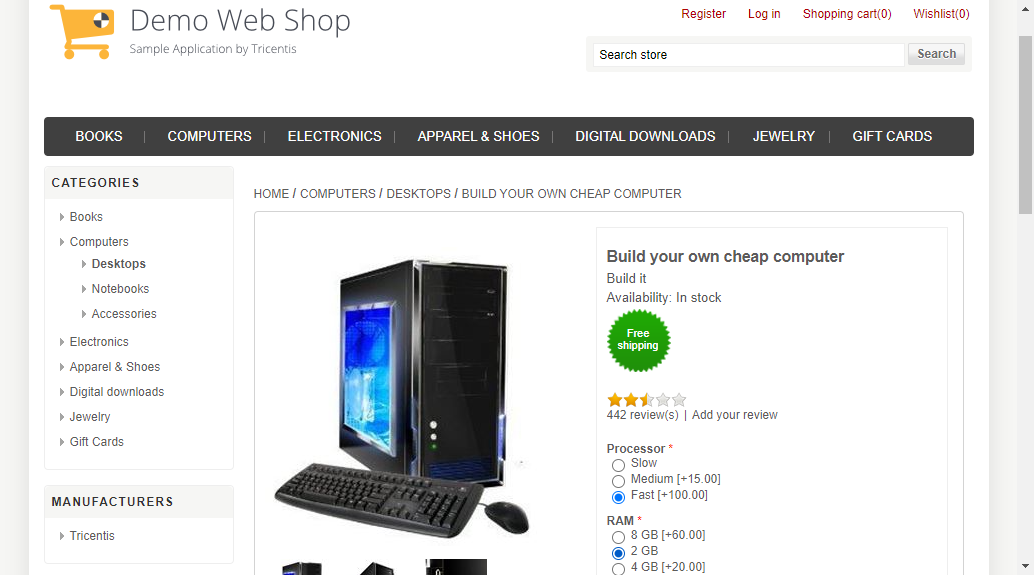 Demo Web Shop
Sample Application by Tricentis
Register Log in Shopping cart(0) Wishlist(0)
Search store Search
BOOKS COMPUTERS ELECTRONICS APPAREL & SHOES DIGITAL DOWNLOADS JEWELRY GIFT CARDS
CATEGORIES
Books
Computers
Desktops
Notebooks
Accessories
Electronics
Apparel & Shoes
Digital downloads
Jewelry
Gift Cards
MANUFACTURERS
Tricentis
HOME / COMPUTERS / DESKTOPS / BUILD YOUR OWN CHEAP COMPUTER
Build your own cheap computer
Build it
Availability: In stock
Free
shipping
442 review(s) | Add your review
Processor *
Slow
Medium [+15.00]
Fast [+100.00]
RAM *
8 GB [+60.00]
2 GB
4 GB [+20.00]